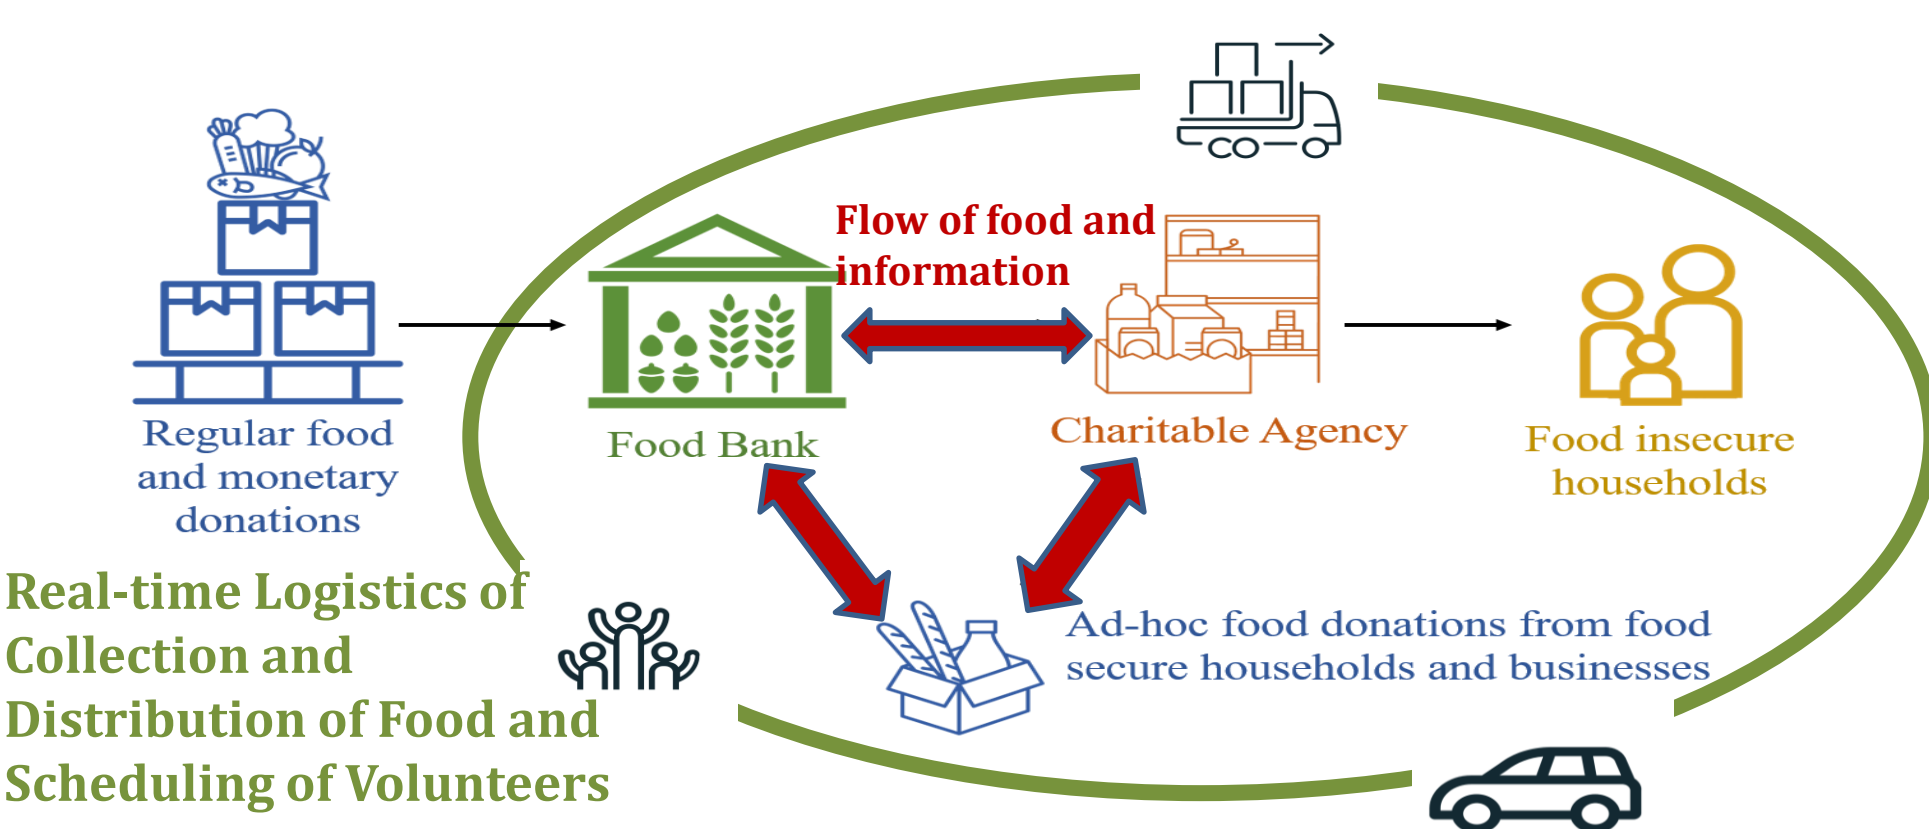 Flow of food and
information
Regular food
and monetary
donations
Food Bank
Charitable Agency
Food insecure
households
Real-time Logistics of
Collection and
Distribution of Food and
Scheduling of Volunteers
Ad-hoc food donations from food
secure households and businesses